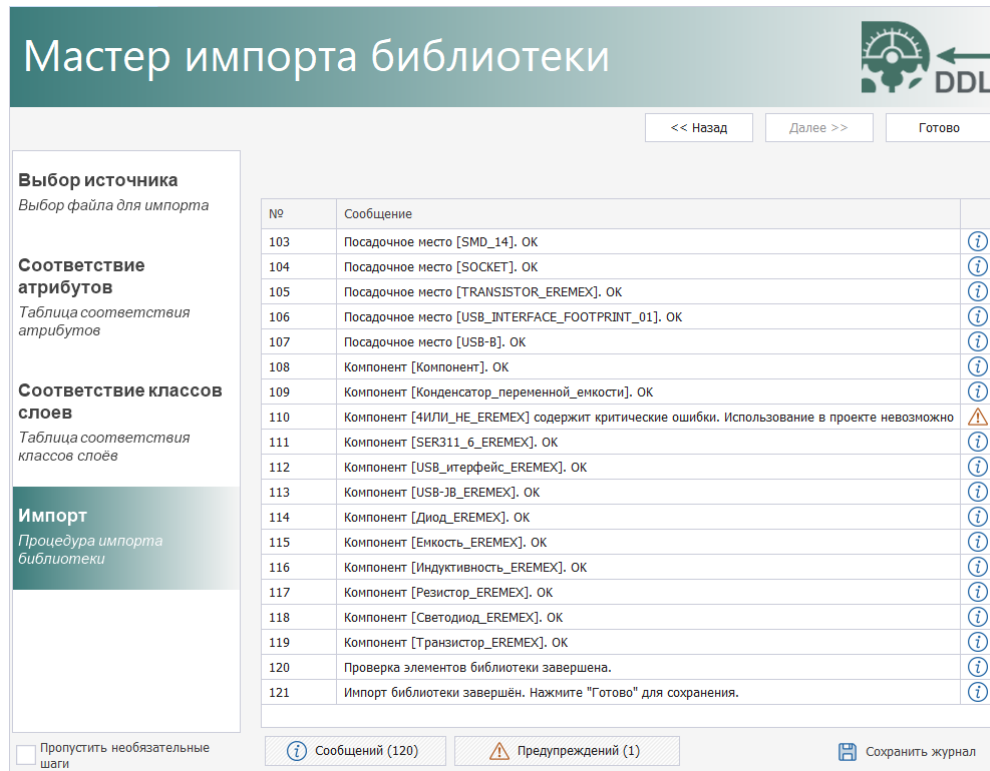 Мастер импорта библиотеки
DDL
<< Назад
Далее >>
Готово
Выбор источника
Выбор файла для импорта
Соответствие
атрибутов
Таблица соответствия
атрибутов
Соответствие классов
слоев
Таблица соответствия
классов слоёв
Импорт
Процедура импорта
библиотеки
№ Сообщение
103 Посадочное место [SMD_14]. OK
104 Посадочное место [SOCKET]. OK
105 Посадочное место [TRANSISTOR_EREMEX]. OK
106 Посадочное место [USB_INTERFACE_FOOTPRINT_01]. OK
107 Посадочное место [USB-B]. OK
108 Компонент [Компонент]. OK
109 Компонент [Конденсатор_переменной_емкости]. OK
110 Компонент [4ИЛИ_НЕ_EREMEX] содержит критические ошибки. Использование в проекте невозможно
111 Компонент [SER311_6_EREMEX]. OK
112 Компонент [USB_итерфейс_EREMEX]. OK
113 Компонент [USB-JB_EREMEX]. OK
114 Компонент [Диод_EREMEX]. OK
115 Компонент [Емкость_EREMEX]. OK
116 Компонент [Индуктивность_EREMEX]. OK
117 Компонент [Резистор_EREMEX]. OK
118 Компонент [Светодиод_EREMEX]. OK
119 Компонент [Транзистор_EREMEX]. OK
120 Проверка элементов библиотеки завершена.
121 Импорт библиотеки завершён. Нажмите "Готово" для сохранения.
Пропустить необязательные
шаги
Сообщений (120)
Предупреждений (1)
Сохранить журнал